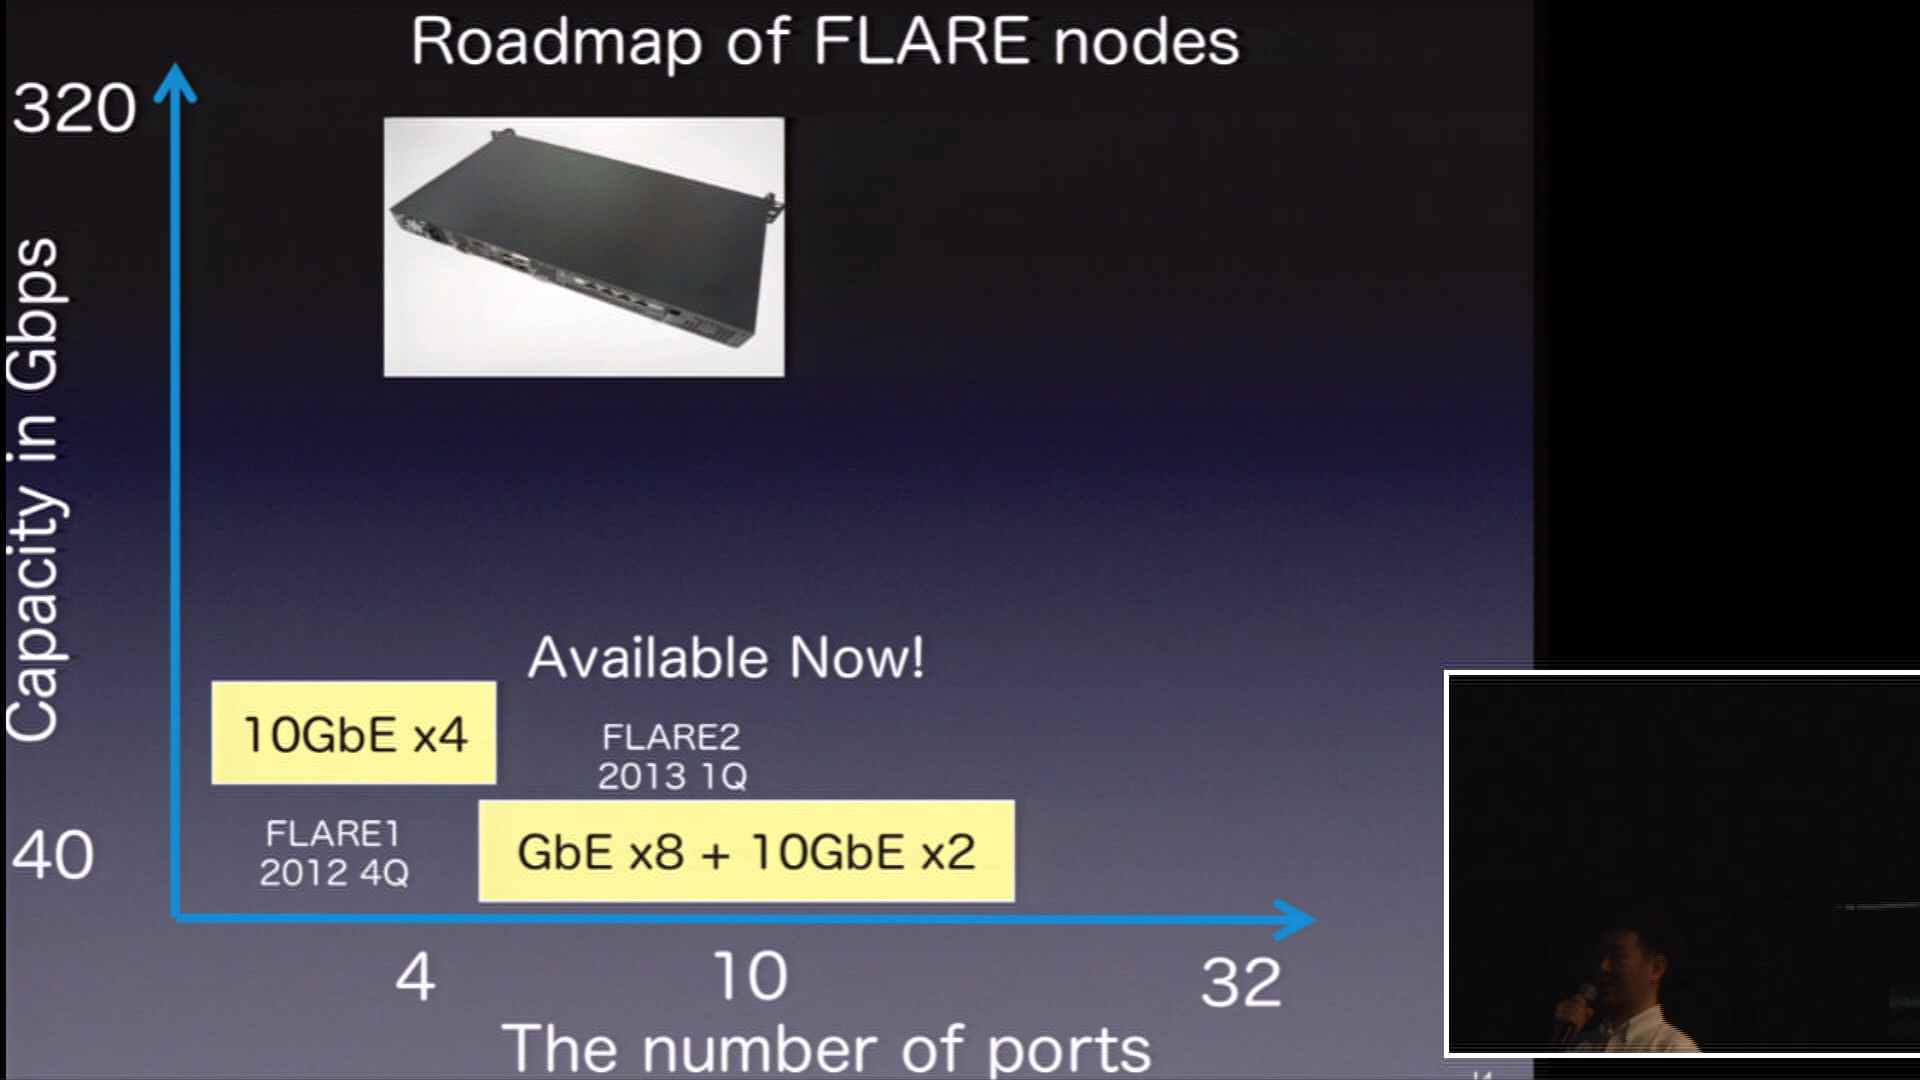 Roadmap of FLARE nodes
320
Capacity in Gbps
Available Now!
10GbE x4
FLARE2
2013 1Q
FLARE1
2012 4Q
GbE x8 + 10GbE x2
40
4
10
32
The number of ports